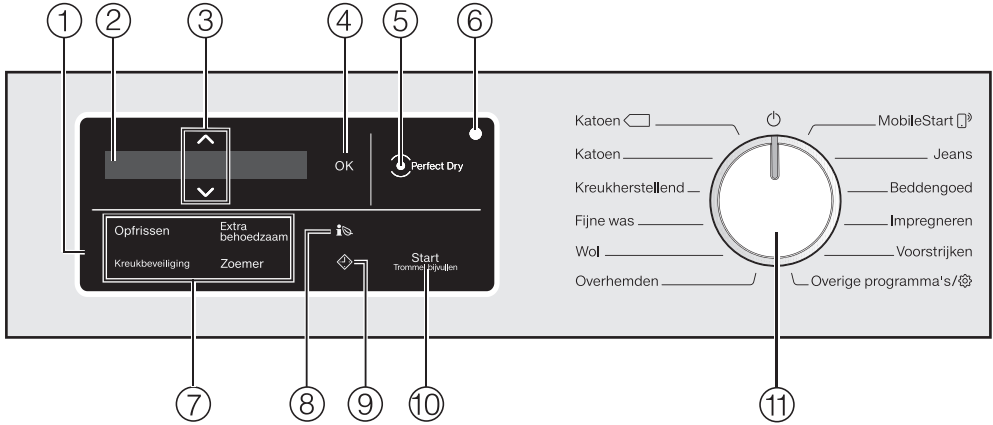 ① ② ③ ④ ⑤ ⑥
OK
Perfect Dry
Opfrissen
Extra
behoedzaam
Kreukbeveiliging
Zoemer
Start
Trommel bijvullen
Katoen
Katoen
Kreukherstellend
Fijne was
Wol
Overhemden
MobileStart
Jeans
Beddengoed
Impregneren
Voorstrijken
Overige programma's/
⑦ ⑧ ⑨ ⑩ ⑪